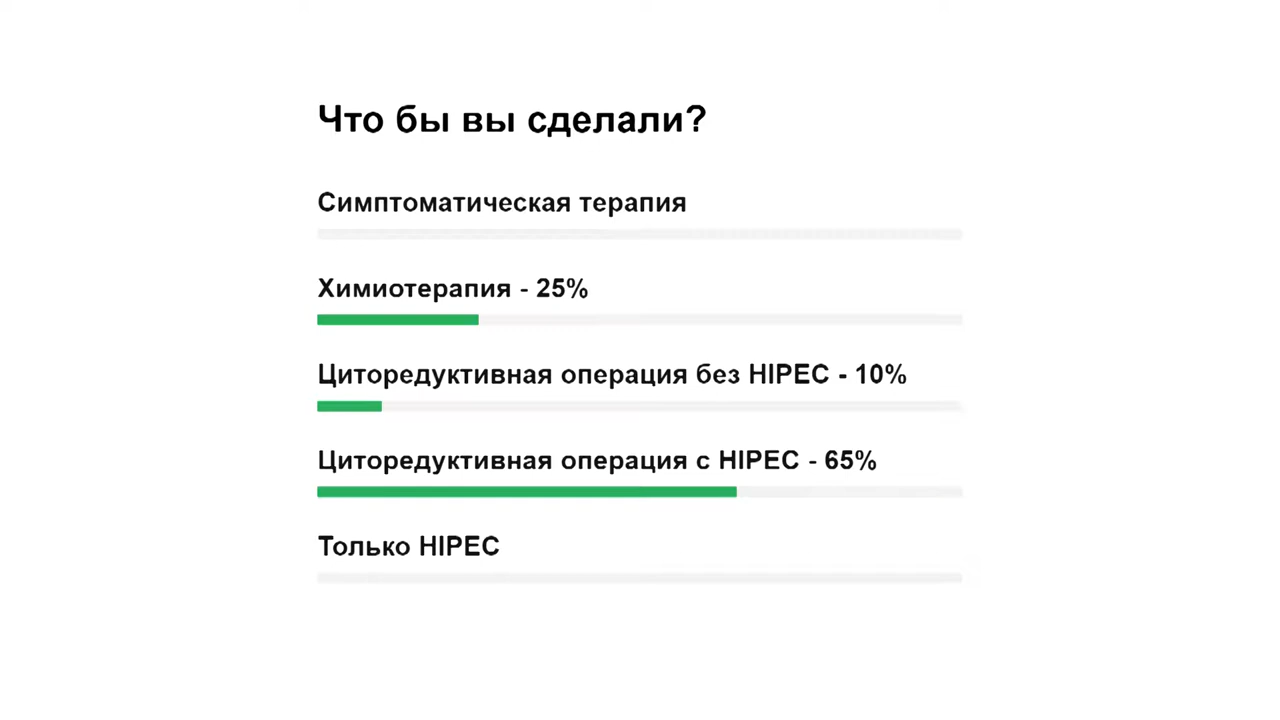 Что бы вы сделали?
Симптоматическая терапия
Химиотерапия - 25%
Циторедуктивная операция без HIPEC - 10%
Циторедуктивная операция с HIPEC - 65%
Только HIPEC